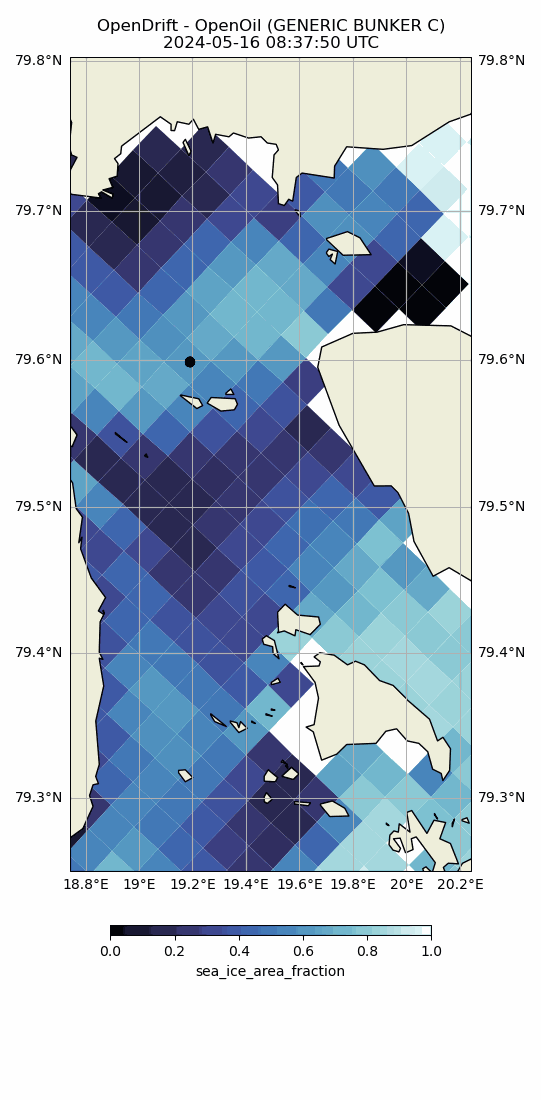 OpenDrift - OpenOil (GENERIC BUNKER C)
2024-05-16 08:37:50 UTC
79.8°N 79.8°N
79.7°N 79.7°N
79.6°N 79.6°N
79.5°N 79.5°N
79.4°N 79.4°N
79.3°N 79.3°N
18.8°E 19°E 19.2°E 19.4°E 19.6°E 19.8°E 20°E 20.2°E
0.0 0.2 0.4 0.6 0.8 1.0
sea_ice_area_fraction